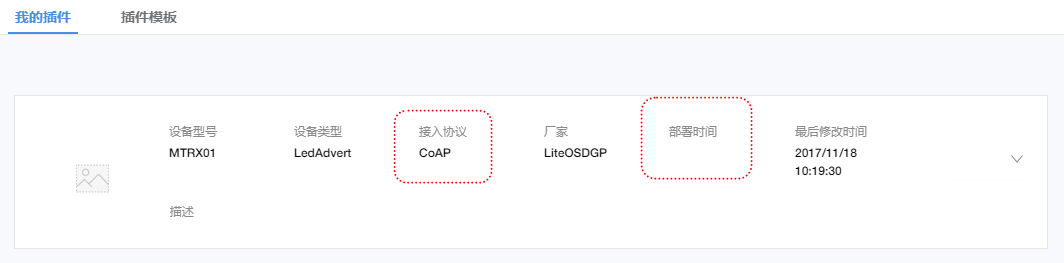 我的插件 插件模板
设备型号 设备类型 接入协议 厂家 部署时间 最后修改时间
MTRX01 LedAdvert CoAP LiteOSDGP 2017/11/18
10:19:30
描述